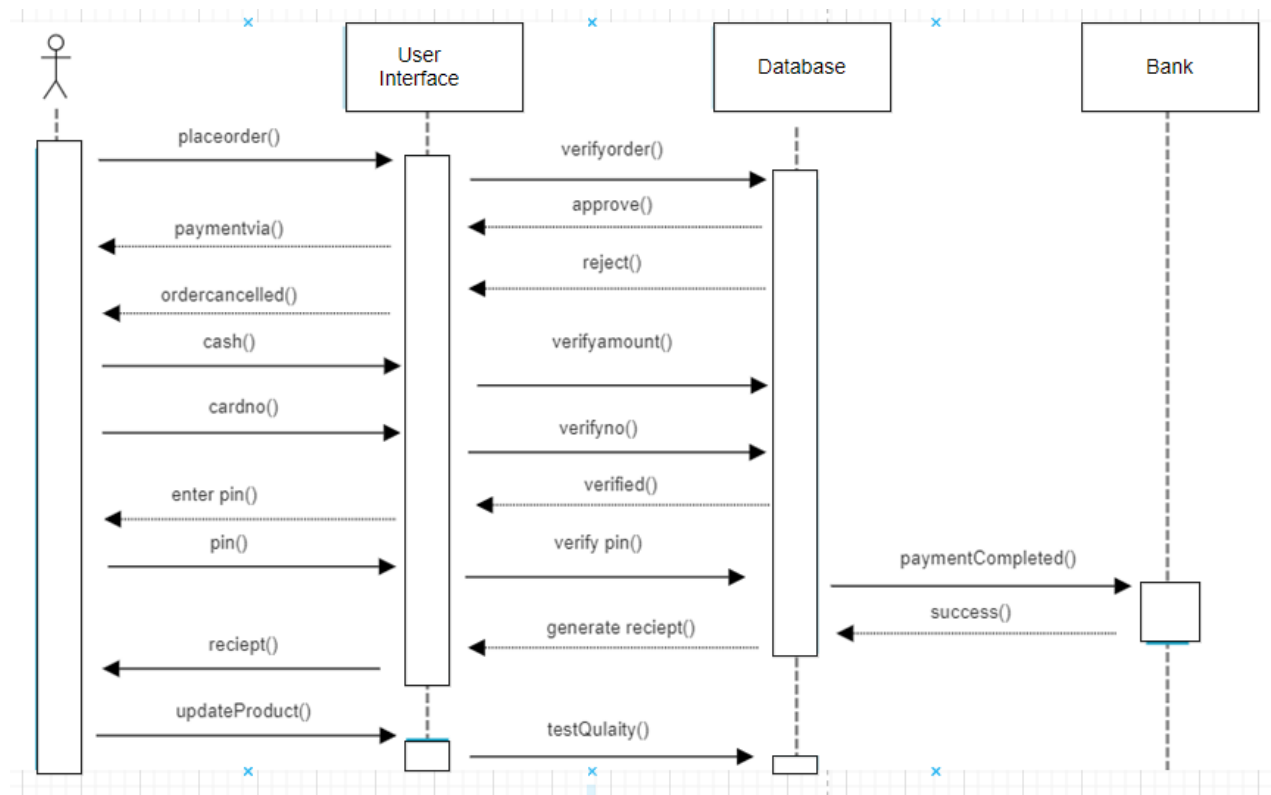 User
Interface
Database
Bank
placeorder()
verifyorder()
approve()
paymentvia()
reject()
ordercancelled()
cash()
verifyamount()
cardno()
verifyno()
verified()
enter pin()
pin()
verify pin()
paymentCompleted()
success()
generate reciept()
reciept()
updateProduct()
testQulaity()